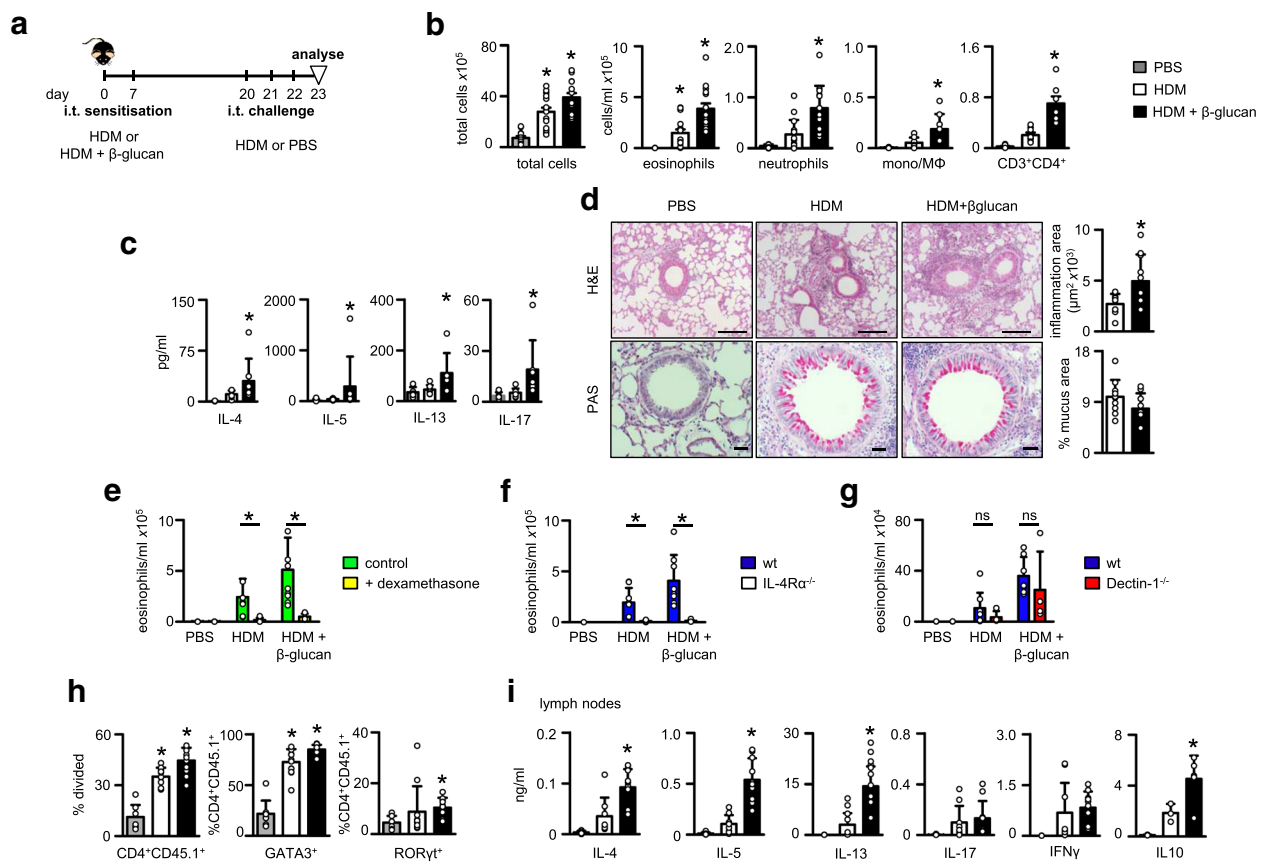 a
analyse
day 0 7 20 21 22 23
i.t. sensitisation i.t. challenge
HDM or
HDM + β-glucan
HDM or PBS
b
total cells x10⁵
80
40
0
total cells
*
*
cells/ml x10⁵
10
5
0
eosinophils
*
*
2.0
1.0
0
neutrophils
*
1.0
0.5
0
mono/MΦ
*
1.6
0.8
0
CD3⁺CD4⁺
*
PBS
HDM
HDM + β-glucan
c
pg/ml
150
75
0
IL-4
*
2000
1000
0
IL-5
*
400
200
0
IL-13
*
60
30
0
IL-17
*
d
PBS HDM HDM+βglucan
H&E
PAS
inflammation area
(µm² x10³)
10
5
0
*
% mucus area
18
9
0
e
eosinophils/ml x10⁵
10
5
0
*
*
PBS HDM HDM +
β-glucan
control
+ dexamethasone
f
eosinophils/ml x10⁵
10
5
0
*
*
PBS HDM HDM +
β-glucan
wt
IL-4Rα⁻/⁻
g
eosinophils/ml x10⁴
80
40
0
ns
ns
PBS HDM HDM +
β-glucan
wt
Dectin-1⁻/⁻
h
% divided
60
30
0
*
*
CD4⁺CD45.1⁺
%CD4⁺CD45.1⁺
100
50
0
*
*
GATA3⁺
%CD4⁺CD45.1⁺
40
20
0
*
RORγt⁺
i
lymph nodes
ng/ml
0.2
0.1
0
*
IL-4
1.0
0.5
0
*
IL-5
30
15
0
*
IL-13
0.8
0.4
0
IL-17
3.0
1.5
0
IFNγ
8
4
0
*
IL10